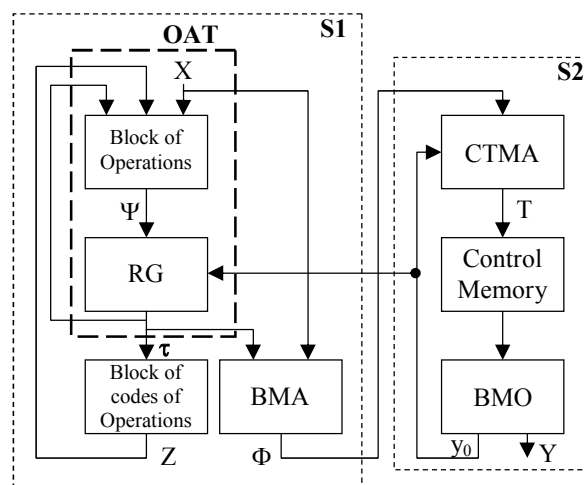 OAT
S1
S2
X
Block of
Operations
CTMA
Ψ
T
RG
Control
Memory
τ
Block of
codes of
Operations
BMA
BMO
Z
Φ
y₀
Y